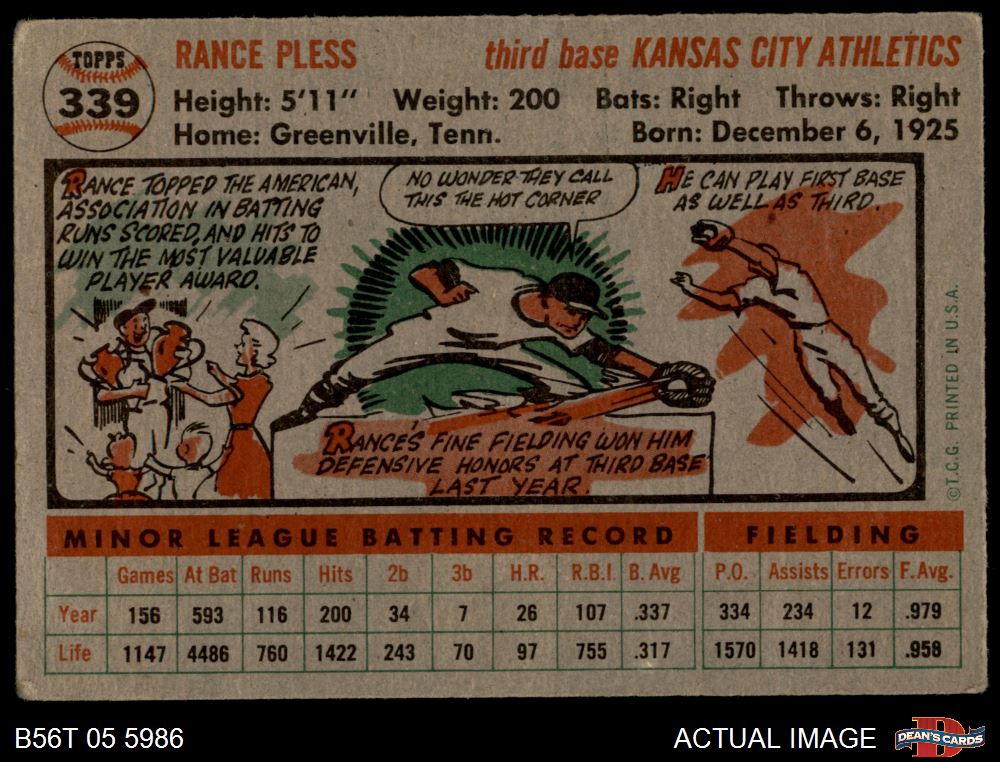 TOPPS
339
RANCE PLESS
third base KANSAS CITY ATHLETICS
Height: 5'11" Weight: 200 Bats: Right Throws: Right
Home: Greenville, Tenn. Born: December 6, 1925
RANCE TOPPED THE AMERICAN,
ASSOCIATION IN BATTING
RUNS SCORED, AND HITS TO
WIN THE MOST VALUABLE
PLAYER AWARD.
NO WONDER THEY CALL
THIS THE HOT CORNER
RANCE'S FINE FIELDING WON HIM
DEFENSIVE HONORS AT THIRD BASE
LAST YEAR.
HE CAN PLAY FIRST BASE
AS WELL AS THIRD.
©T.C.G. PRINTED IN U.S.A.
MINOR LEAGUE BATTING RECORD FIELDING
Games At Bat Runs Hits 2b 3b H.R. R.B.I. B. Avg P.O. Assists Errors F.Avg.
Year 156 593 116 200 34 7 26 107 .337 334 234 12 .979
Life 1147 4486 760 1422 243 70 97 755 .317 1570 1418 131 .958
B56T 05 5986 ACTUAL IMAGE DEAN'S CARDS